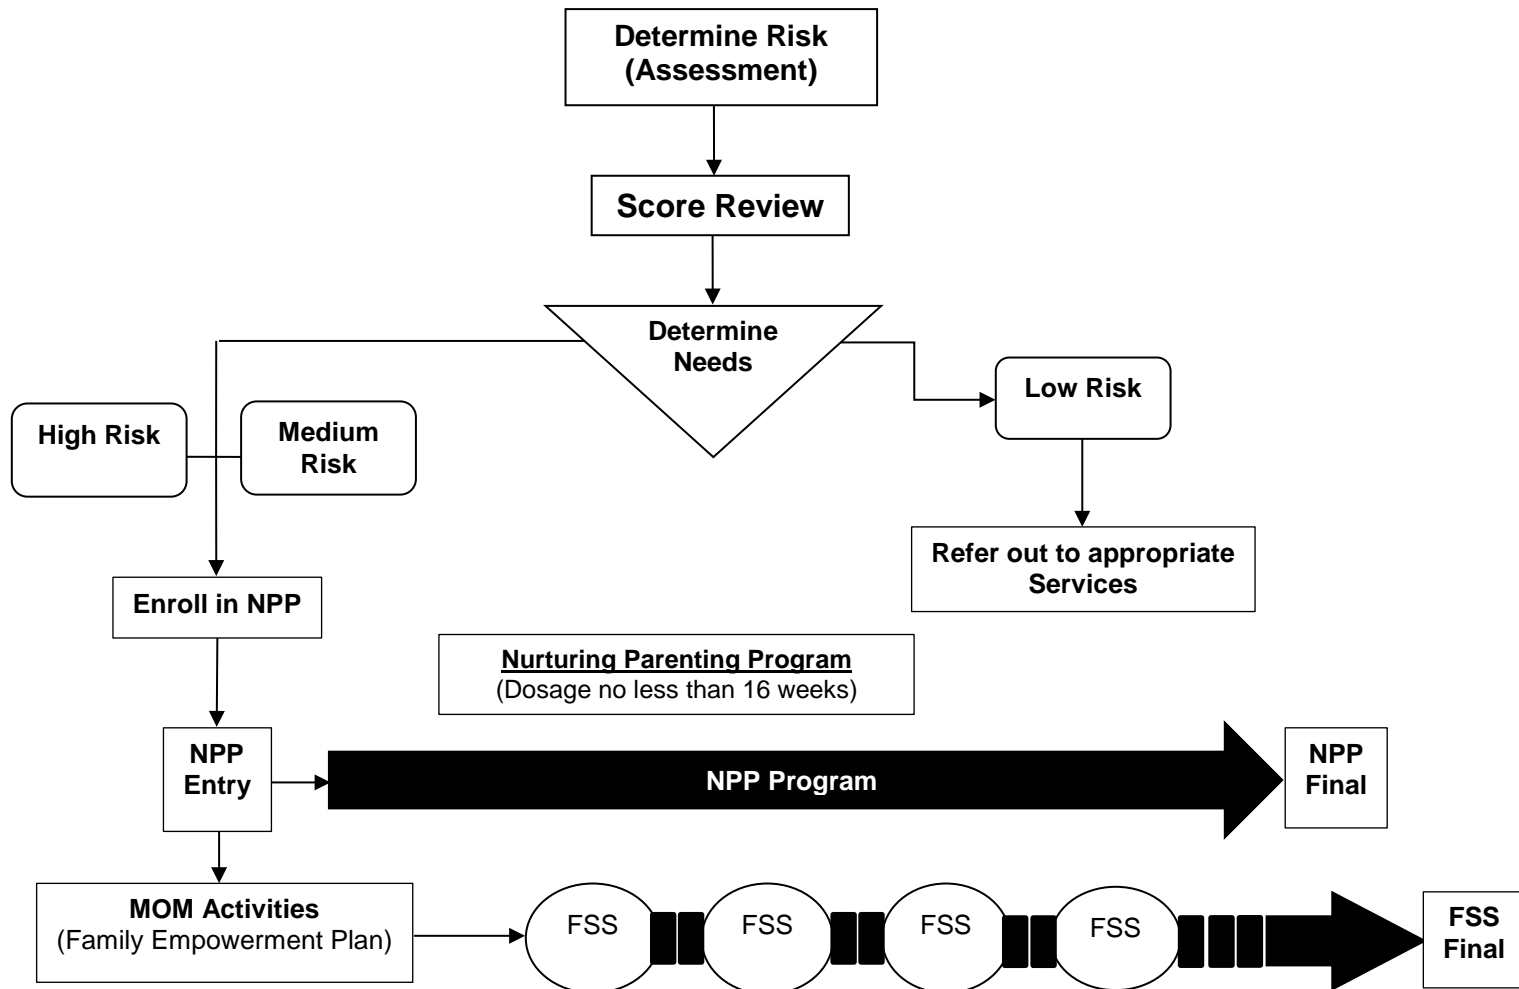 Determine Risk
(Assessment)
Score Review
Determine
Needs
Low Risk
High Risk
Medium
Risk
Refer out to appropriate
Services
Enroll in NPP
Nurturing Parenting Program
(Dosage no less than 16 weeks)
NPP
Entry
NPP Program
NPP
Final
MOM Activities
(Family Empowerment Plan)
FSS
FSS
FSS
FSS
FSS
Final